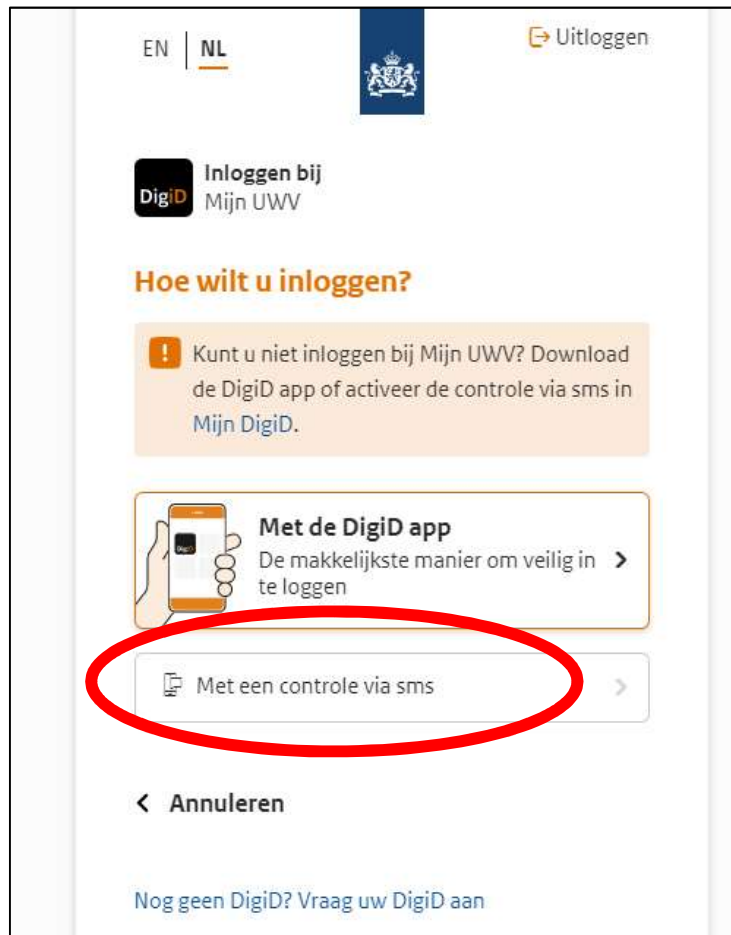 EN | NL
Uitloggen
DigiD
Inloggen bij
Mijn UWV
Hoe wilt u inloggen?
! Kunt u niet inloggen bij Mijn UWV? Download
de DigiD app of activeer de controle via sms in
Mijn DigiD.
DigiD
Met de DigiD app
De makkelijkste manier om veilig in
te loggen
Met een controle via sms
Annuleren
Nog geen DigiD? Vraag uw DigiD aan